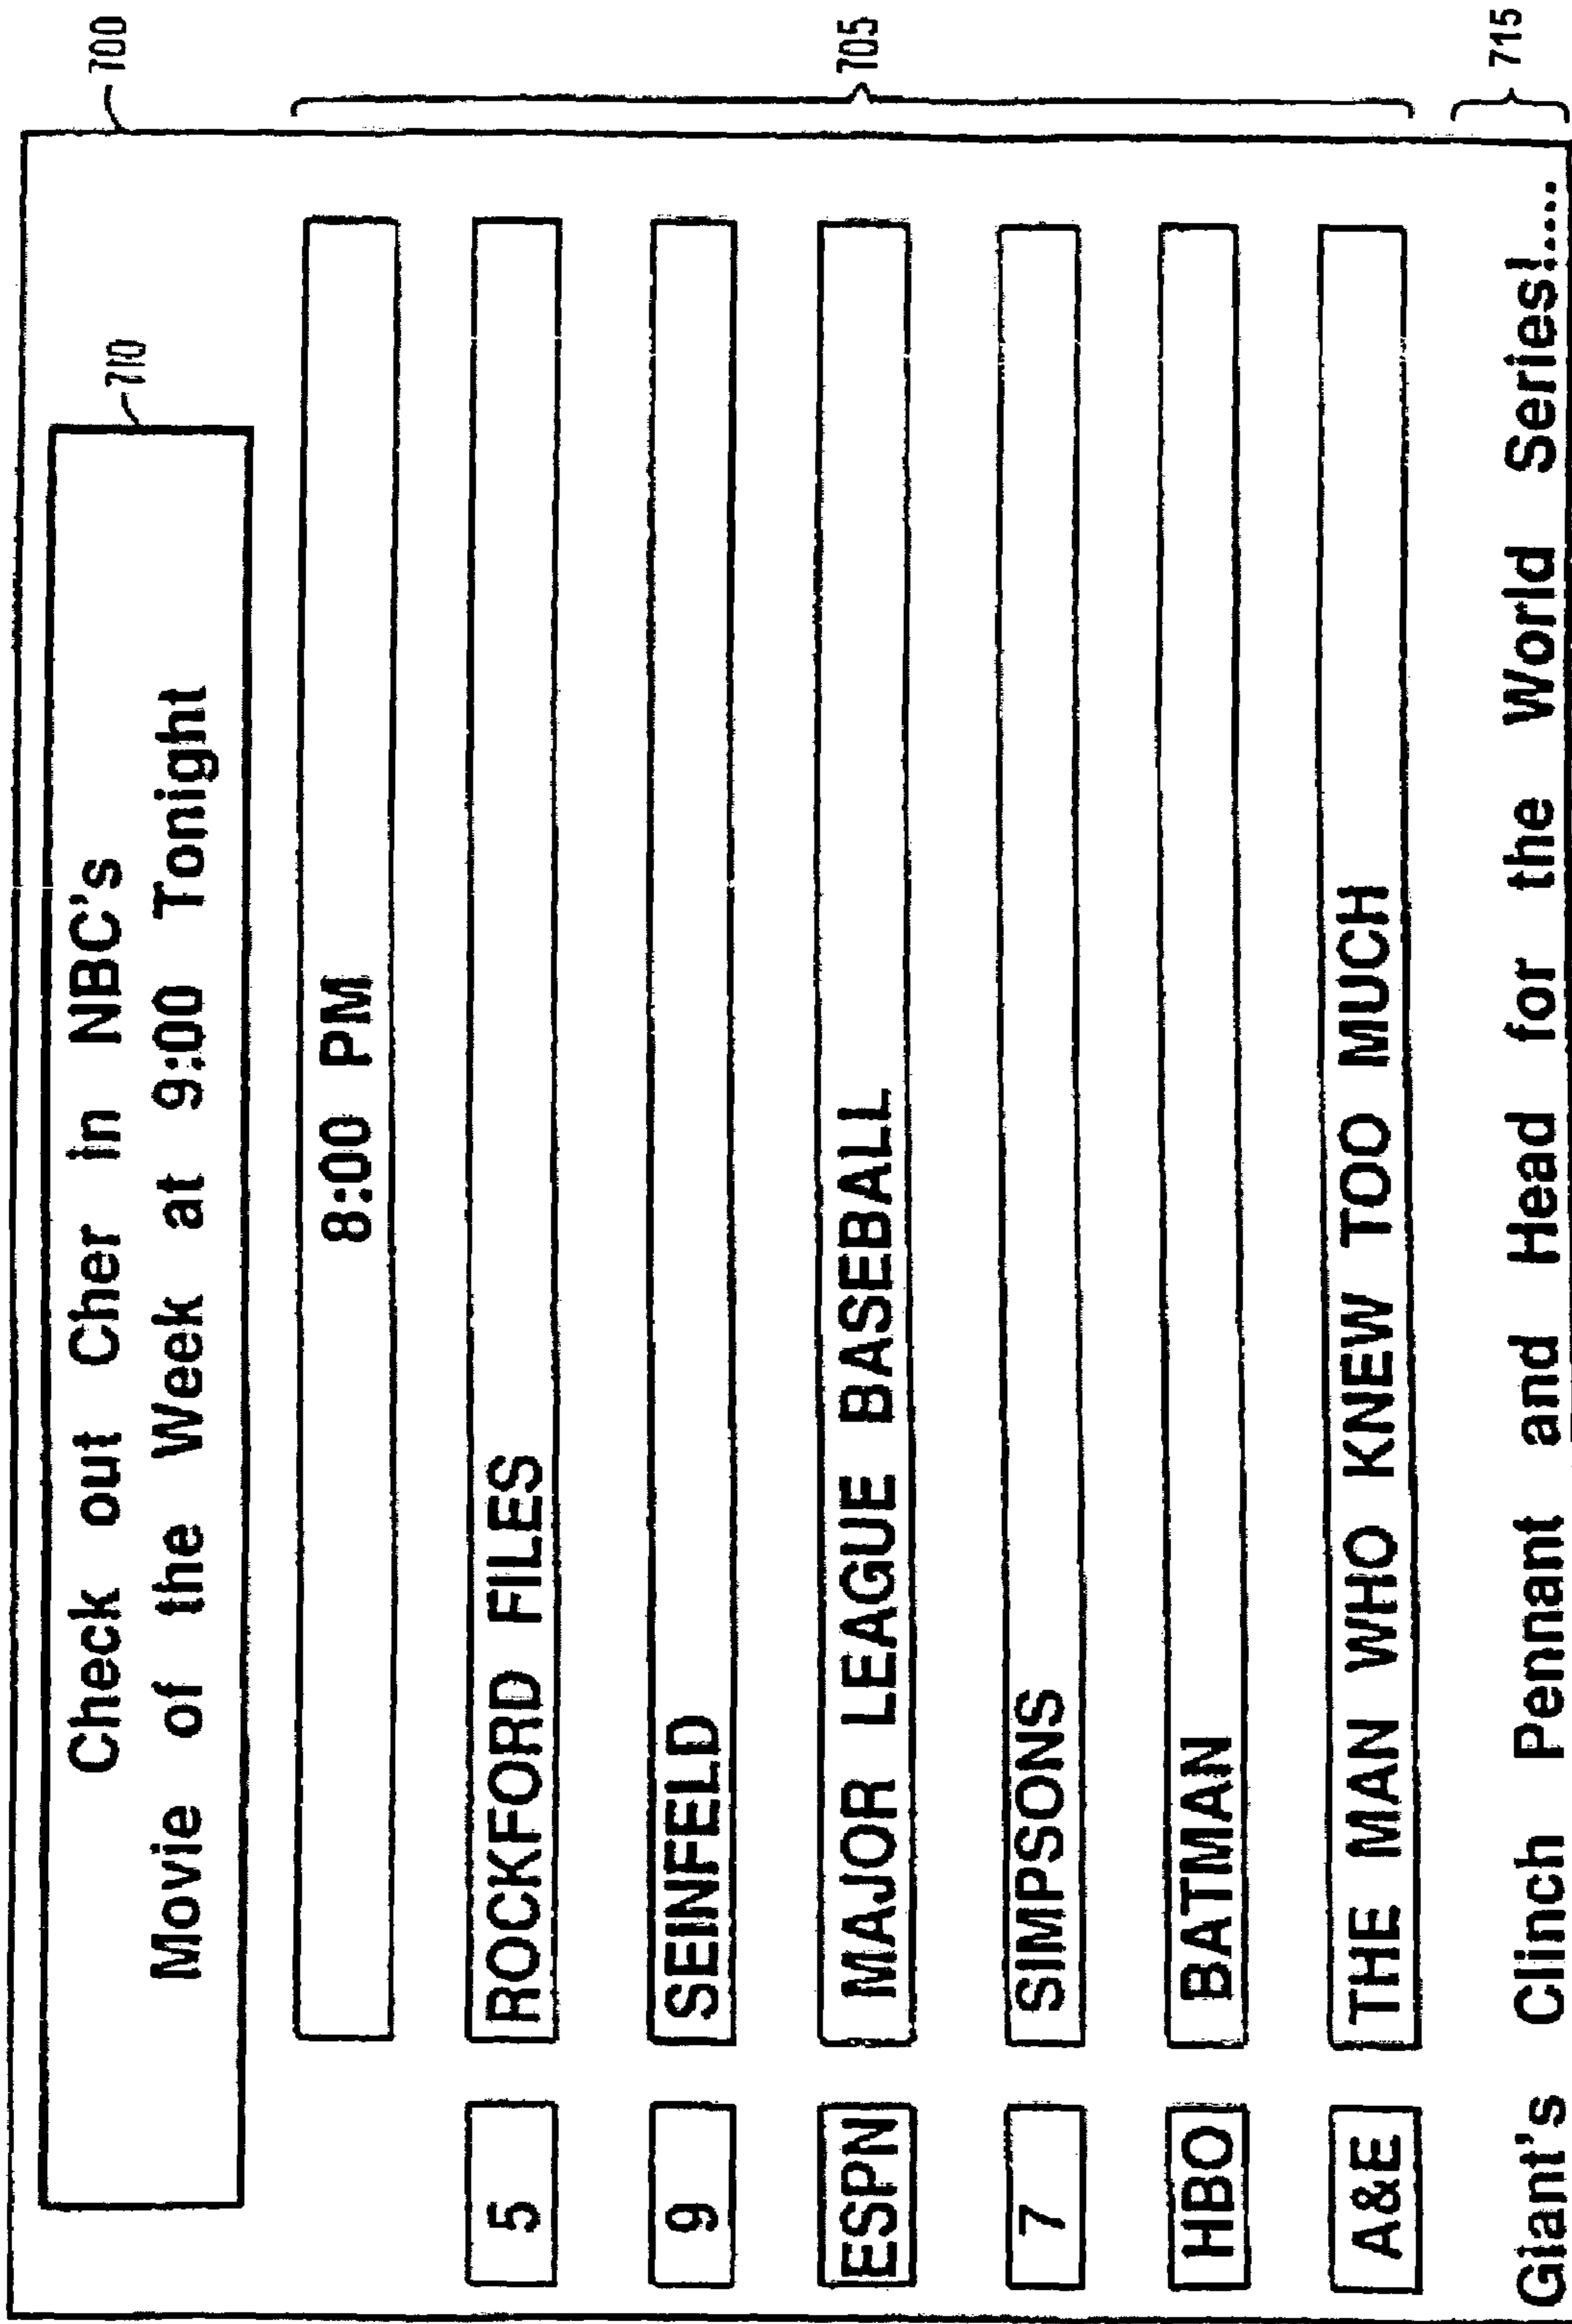 700
710
Check out Cher in NBC's
Movie of the Week at 9:00 Tonight
8:00 PM
5 ROCKFORD FILES
9 SEINFELD
ESPN MAJOR LEAGUE BASEBALL
7 SIMPSONS
HBO BATMAN
A&E THE MAN WHO KNEW TOO MUCH
705
Giant's Clinch Pennant and Head for the World Series!....
715